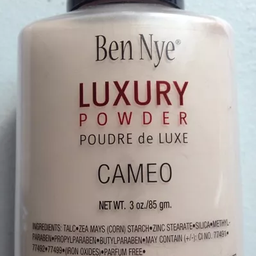 Ben Nye®
LUXURY
POWDER
POUDRE de LUXE
CAMEO
NET WT. 3 oz./85 gm.
INGREDIENTS: TALC•ZEA MAYS (CORN) STARCH•ZINC STEARATE•SILICA•METHYL-
PARABEN•PROPYLPARABEN•BUTYLPARABEN•MAY CONTAIN (+/-): CI NO. 77491•
77492•77499•(IRON OXIDES)•PARFUM FREE•